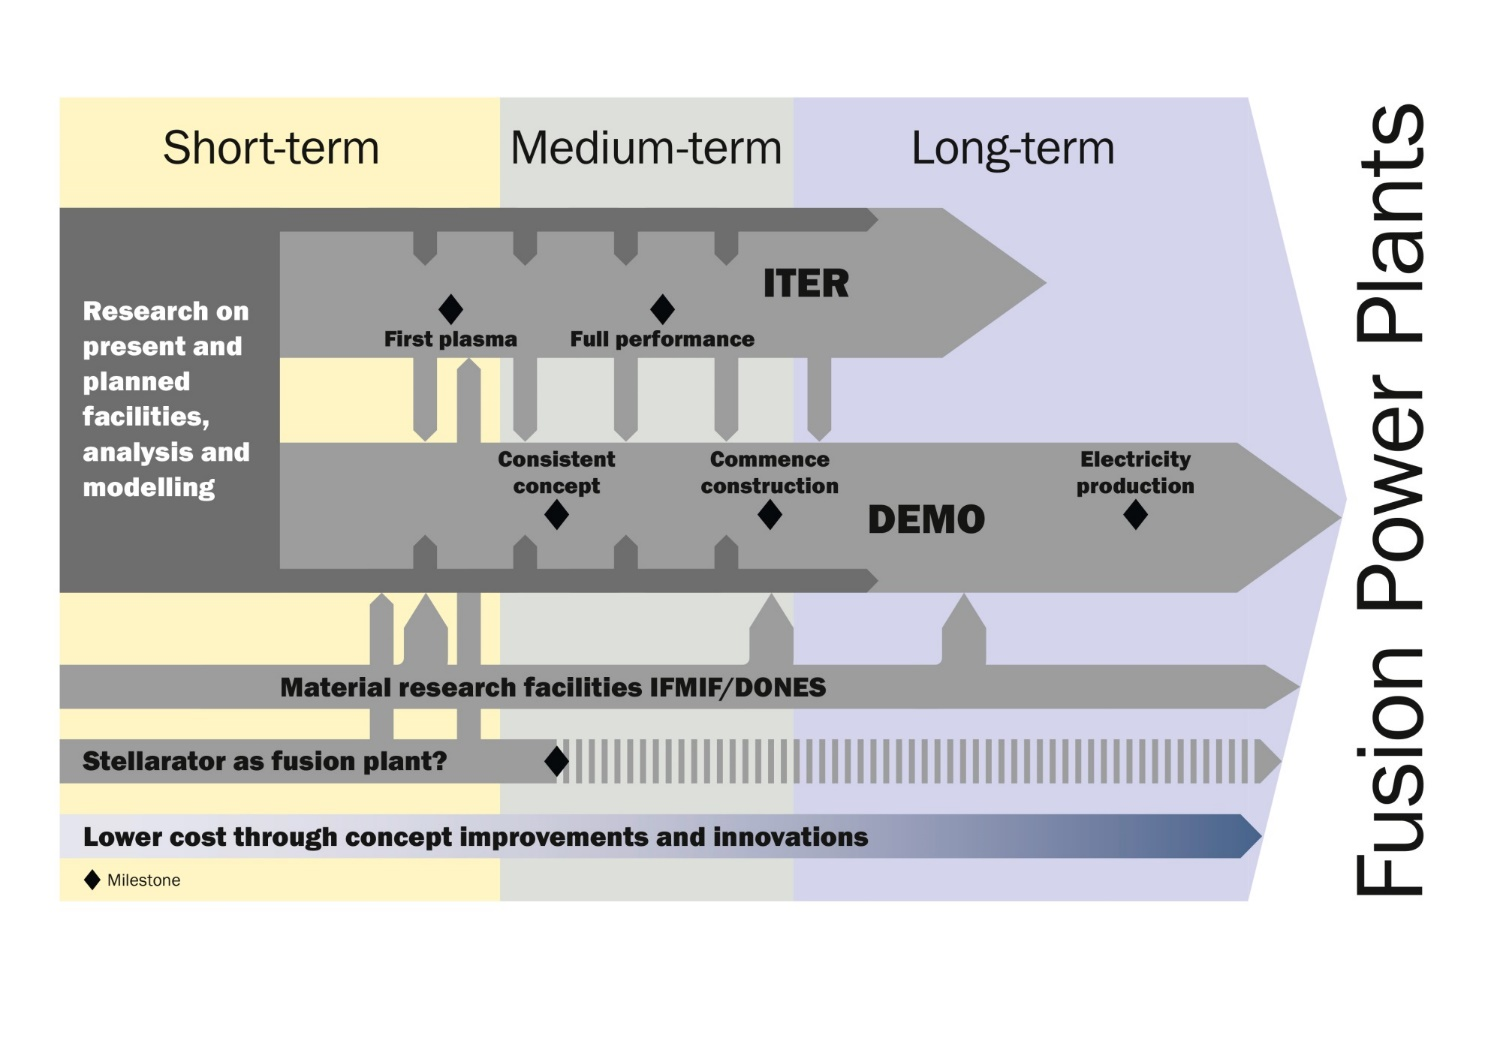 Short-term
Medium-term
Long-term
Research on
present and
planned
facilities,
analysis and
modelling
ITER
First plasma
Full performance
Consistent
concept
Commence
construction
Electricity
production
DEMO
Material research facilities IFMIF/DONES
Stellarator as fusion plant?
Lower cost through concept improvements and innovations
Milestone
Fusion Power Plants